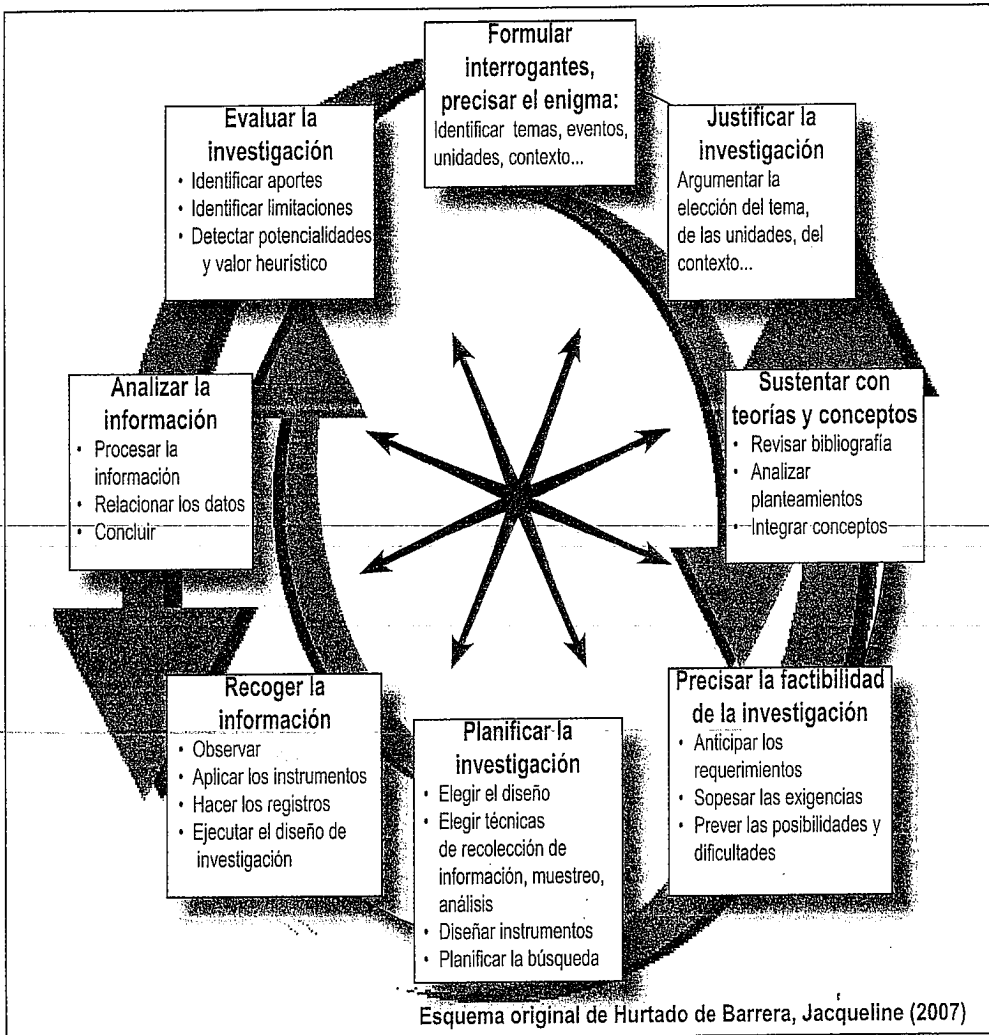 Formular
interrogantes,
precisar el enigma:
Identificar temas, eventos,
unidades, contexto...
Justificar la
investigación
Argumentar la
elección del tema,
de las unidades, del
contexto...
Sustentar con
teorías y conceptos
• Revisar bibliografía
• Analizar
planteamientos
• Integrar conceptos
Precisar la factibilidad
de la investigación
• Anticipar los
requerimientos
• Sopesar las exigencias
• Prever las posibilidades y
dificultades
Planificar la
investigación
• Elegir el diseño
• Elegir técnicas
de recolección de
información, muestreo,
análisis
• Diseñar instrumentos
• Planificar la búsqueda
Recoger la
información
• Observar
• Aplicar los instrumentos
• Hacer los registros
• Ejecutar el diseño de
investigación
Analizar la
información
• Procesar la
información
• Relacionar los datos
• Concluir
Evaluar la
investigación
• Identificar aportes
• Identificar limitaciones
• Detectar potencialidades
y valor heurístico
Esquema original de Hurtado de Barrera, Jacqueline (2007)